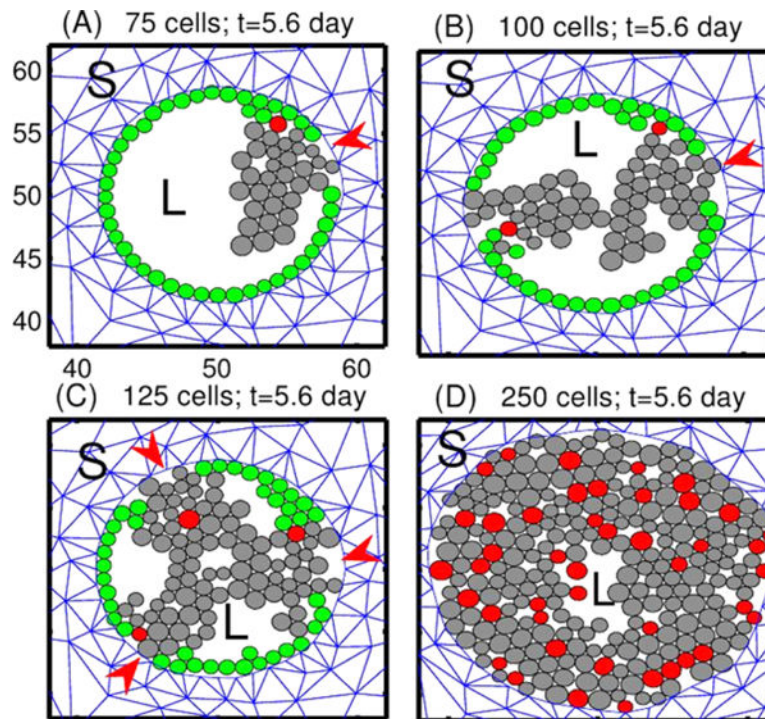 (A) 75 cells; t=5.6 day
(B) 100 cells; t=5.6 day
S
S
60
55
50
45
40
L
L
40
50
60
(C) 125 cells; t=5.6 day
(D) 250 cells; t=5.6 day
S
S
L
L